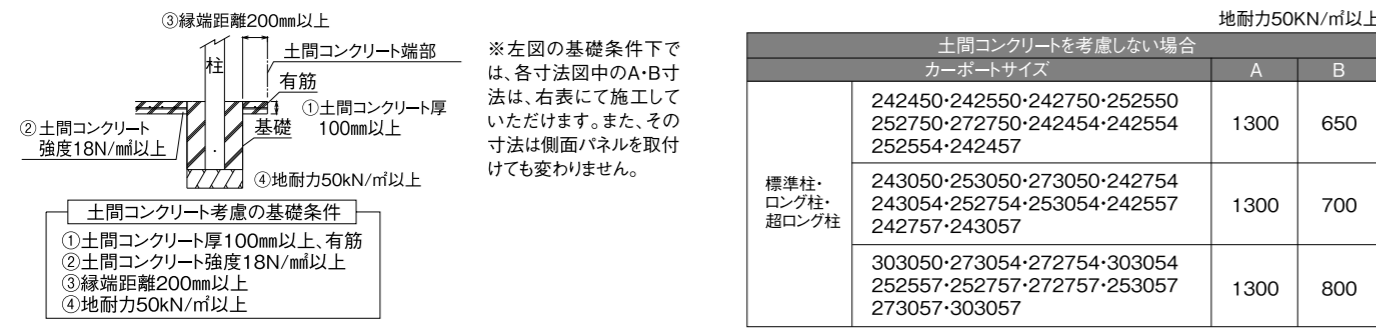 ③縁端距離200㎜以上
土間コンクリート端部
柱
有筋
①土間コンクリート厚
100㎜以上
②土間コンクリート
強度18N/㎟以上
基礎
④地耐力50kN/㎡以上
土間コンクリート考慮の基礎条件
①土間コンクリート厚100㎜以上、有筋
②土間コンクリート強度18N/㎟以上
③縁端距離200㎜以上
④地耐力50kN/㎡以上
※左図の基礎条件下で
は、各寸法図中のA・B寸
法は、右表にて施工して
いただけます。また、その
寸法は側面パネルを取付
けても変わりません。
地耐力50KN/㎡以上
土間コンクリートを考慮しない場合
カーポートサイズ A B
標準柱・
ロング柱・
超ロング柱
242450・242550・242750・252550
252750・272750・242454・242554
252554・242457
1300 650
243050・253050・273050・242754
243054・252754・253054・242557
242757・243057
1300 700
303050・273054・272754・303054
252557・252757・272757・253057
273057・303057
1300 800